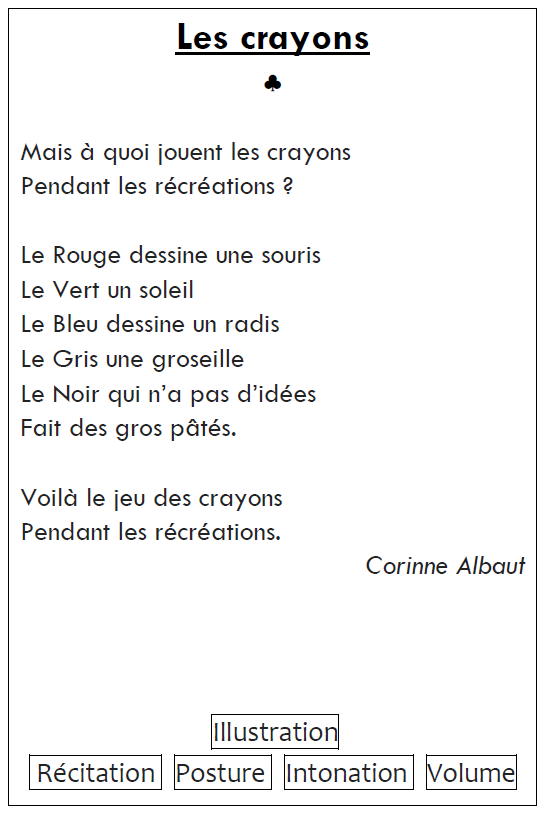 Les crayons
♣
Mais à quoi jouent les crayons
Pendant les récréations ?
Le Rouge dessine une souris
Le Vert un soleil
Le Bleu dessine un radis
Le Gris une groseille
Le Noir qui n’a pas d’idées
Fait des gros pâtés.
Voilà le jeu des crayons
Pendant les récréations.
Corinne Albaut
Illustration
Récitation Posture Intonation Volume